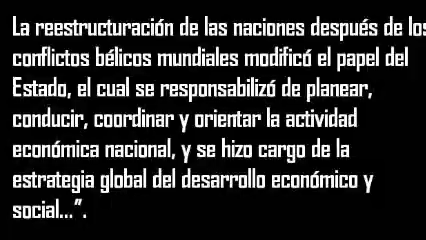 La reestructuración de las naciones después de los
conflictos bélicos mundiales modificó el papel del
Estado, el cual se responsabilizó de planear,
conducir, coordinar y orientar la actividad
económica nacional, y se hizo cargo de la
estrategia global del desarrollo económico y
social...”.